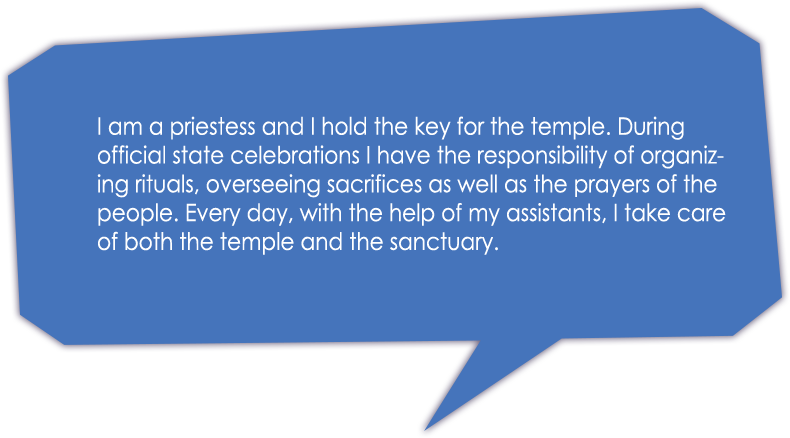 I am a priestess and I hold the key for the temple. During
official state celebrations I have the responsibility of organiz-
ing rituals, overseeing sacrifices as well as the prayers of the
people. Every day, with the help of my assistants, I take care
of both the temple and the sanctuary.